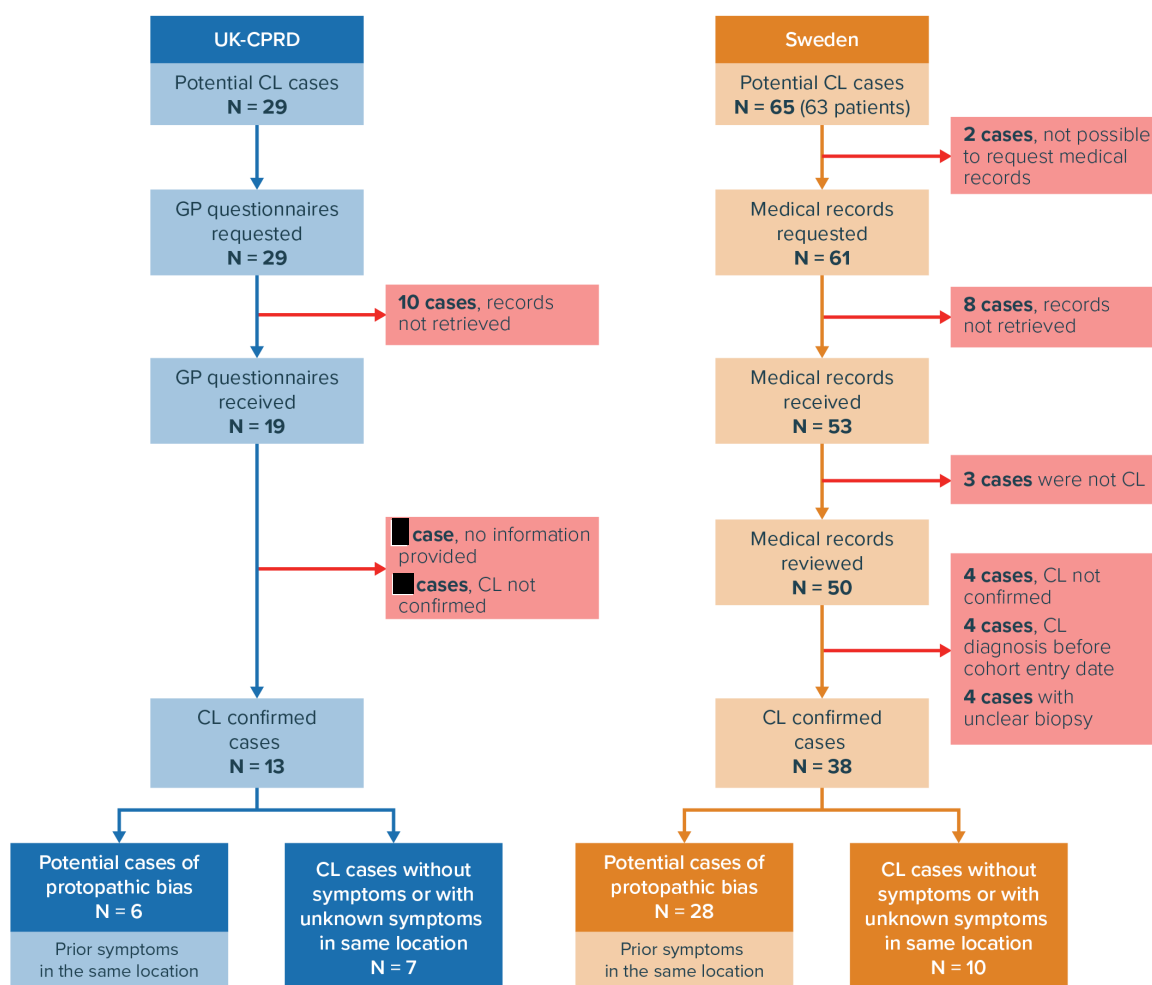 UK-CPRD
Potential CL cases
N = 29
GP questionnaires
requested
N = 29
10 cases, records
not retrieved
GP questionnaires
received
N = 19
case, no information
provided
cases, CL not
confirmed
CL confirmed
cases
N = 13
Potential cases of
protopathic bias
N = 6
Prior symptoms
in the same location
CL cases without
symptoms or with
unknown symptoms
in same location
N = 7
Sweden
Potential CL cases
N = 65 (63 patients)
2 cases, not possible
to request medical
records
Medical records
requested
N = 61
8 cases, records
not retrieved
Medical records
received
N = 53
3 cases were not CL
Medical records
reviewed
N = 50
4 cases, CL not
confirmed
4 cases, CL
diagnosis before
cohort entry date
4 cases with
unclear biopsy
CL confirmed
cases
N = 38
Potential cases of
protopathic bias
N = 28
Prior symptoms
in the same location
CL cases without
symptoms or with
unknown symptoms
in same location
N = 10